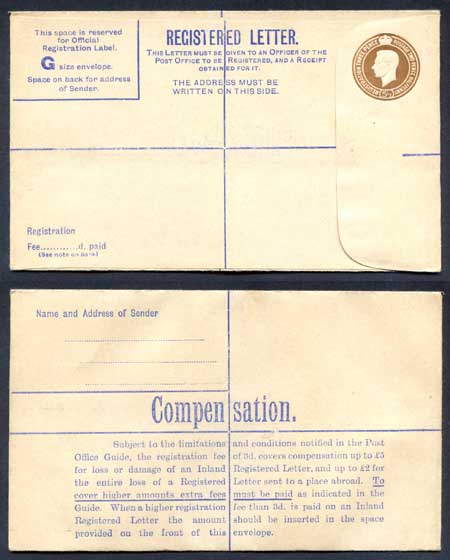 This space is reserved
for Official
Registration Label.
G size envelope.
Space on back for address
of Sender.
REGISTERED LETTER.
THIS LETTER MUST BE GIVEN TO AN OFFICER OF THE
POST OFFICE TO BE REGISTERED, AND A RECEIPT
OBTAINED FOR IT.
THE ADDRESS MUST BE
WRITTEN ON THIS SIDE.
Registration
Fee............d. paid
(See note on back)
Name and Address of Sender
Compensation.
Subject to the limitations and conditions notified in the Post
Office Guide, the registration fee of 3d. covers compensation up to £5
for loss or damage of an Inland Registered Letter, and up to £2 for
the entire loss of a Registered Letter sent to a place abroad. To
cover higher amounts extra fees must be paid as indicated in the
Guide. When a higher registration fee than 3d. is paid on an Inland
Registered Letter the amount should be inserted in the space
provided on the front of this envelope.